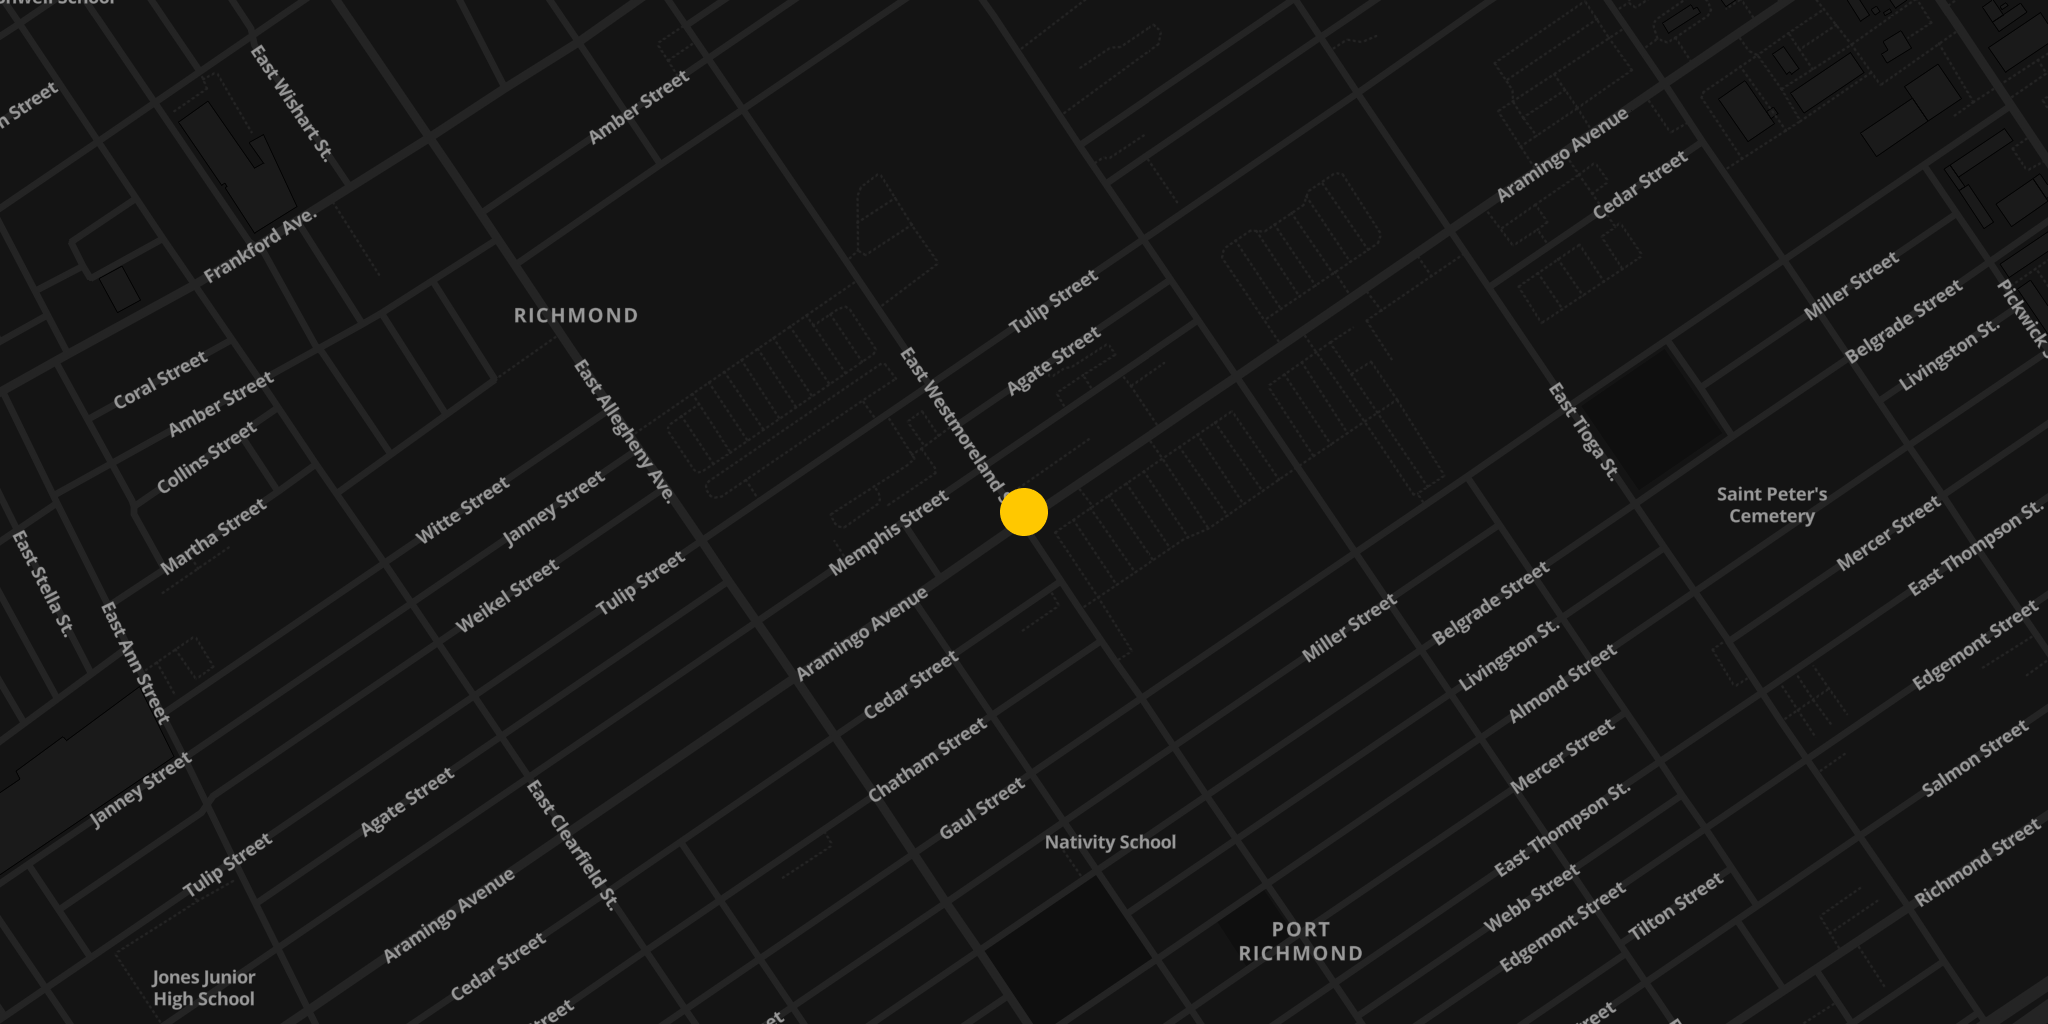 East Wishart St.
Amber Street
Aramingo Avenue
Cedar Street
Frankford Ave.
RICHMOND
Tulip Street
Agate Street
Miller Street
Belgrade Street
Livingston St.
Coral Street
Amber Street
Collins Street
Martha Street
East Allegheny Ave.
East Westmoreland
East Tioga St.
Witte Street
Janney Street
Weikel Street
Tulip Street
Memphis Street
Saint Peter's
Cemetery
Mercer Street
East Thompson St.
Edgemont Street
East Stella St.
East Ann Street
Aramingo Avenue
Cedar Street
Chatham Street
Gaul Street
Miller Street
Belgrade Street
Livingston St.
Almond Street
Mercer Street
East Thompson St.
Webb Street
Edgemont Street
Tilton Street
Salmon Street
Richmond Street
Janney Street
Tulip Street
Agate Street
East Clearfield St.
Aramingo Avenue
Cedar Street
Nativity School
PORT
RICHMOND
Jones Junior
High School